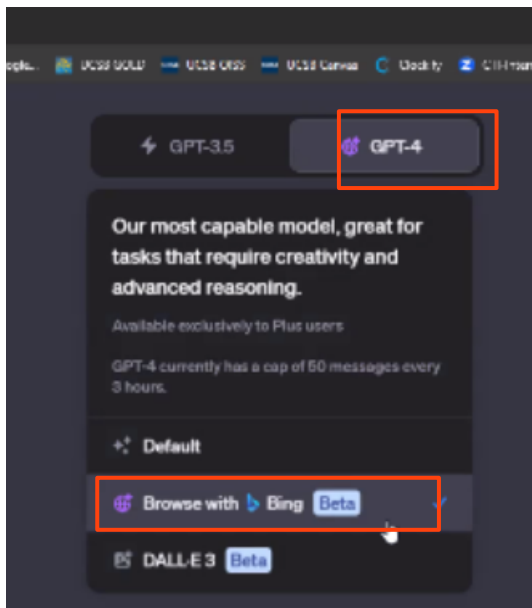 UCSB GOLD UCSB OISS UCSB Canvas Clockify
GPT-3.5 GPT-4
Our most capable model, great for
tasks that require creativity and
advanced reasoning.
Available exclusively to Plus users
GPT-4 currently has a cap of 50 messages every
3 hours.
Default
Browse with Bing Beta
DALL·E 3 Beta